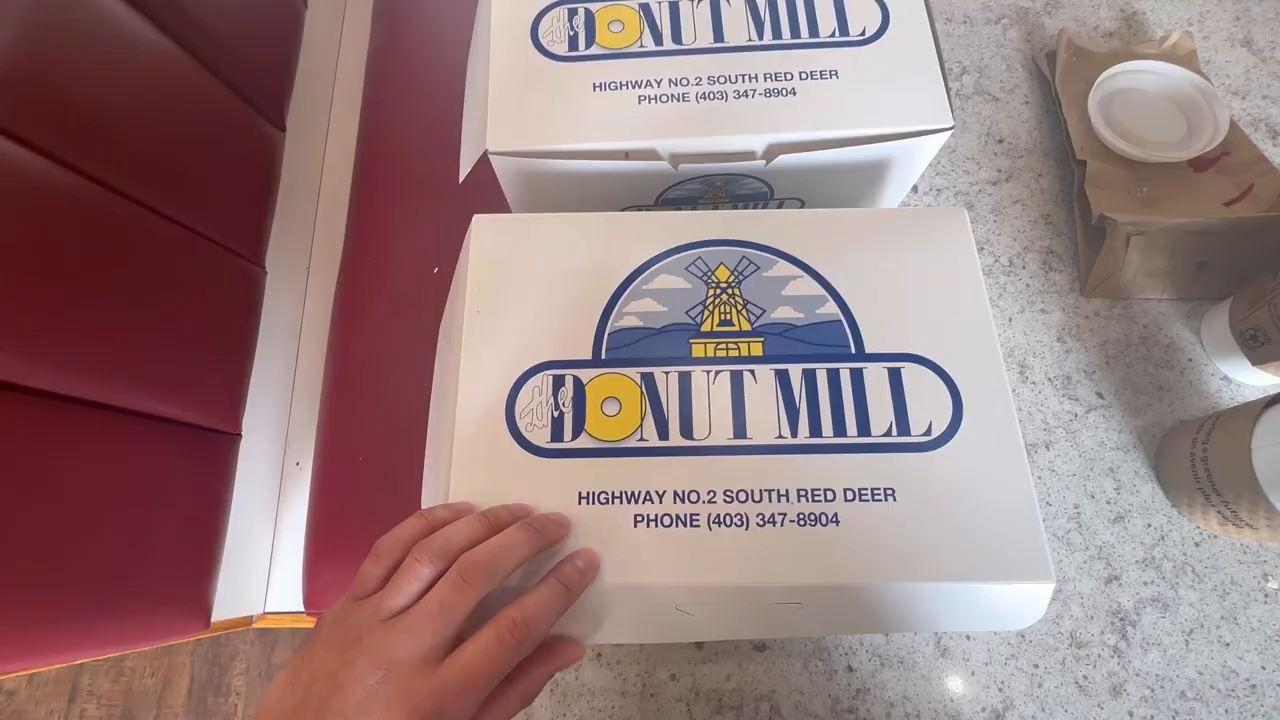 the DONUT MILL
HIGHWAY NO.2 SOUTH RED DEER
PHONE (403) 347-8904
the DONUT MILL
HIGHWAY NO.2 SOUTH RED DEER
PHONE (403) 347-8904